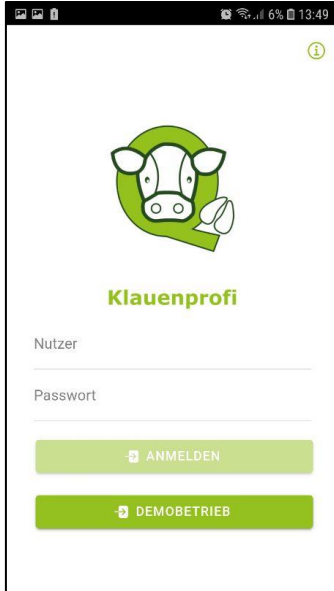 6% 13:49
Klauenprofi
Nutzer
Passwort
ANMELDEN
DEMOBETRIEB